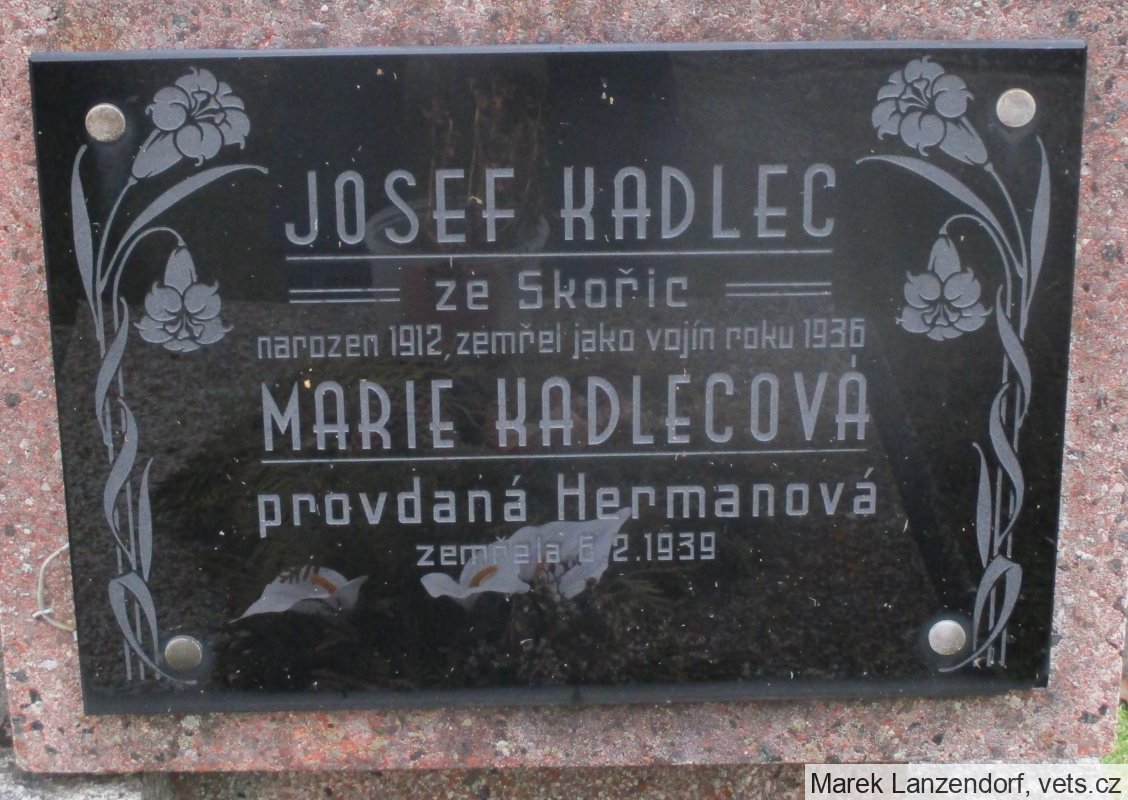 JOSEF KADLEC
ze Skořic
narozen 1912, zemřel jako vojín roku 1936
MARIE KADLECOVÁ
provdaná Hermanová
zemřela 6.2.1939
Marek Lanzendorf, vets.cz